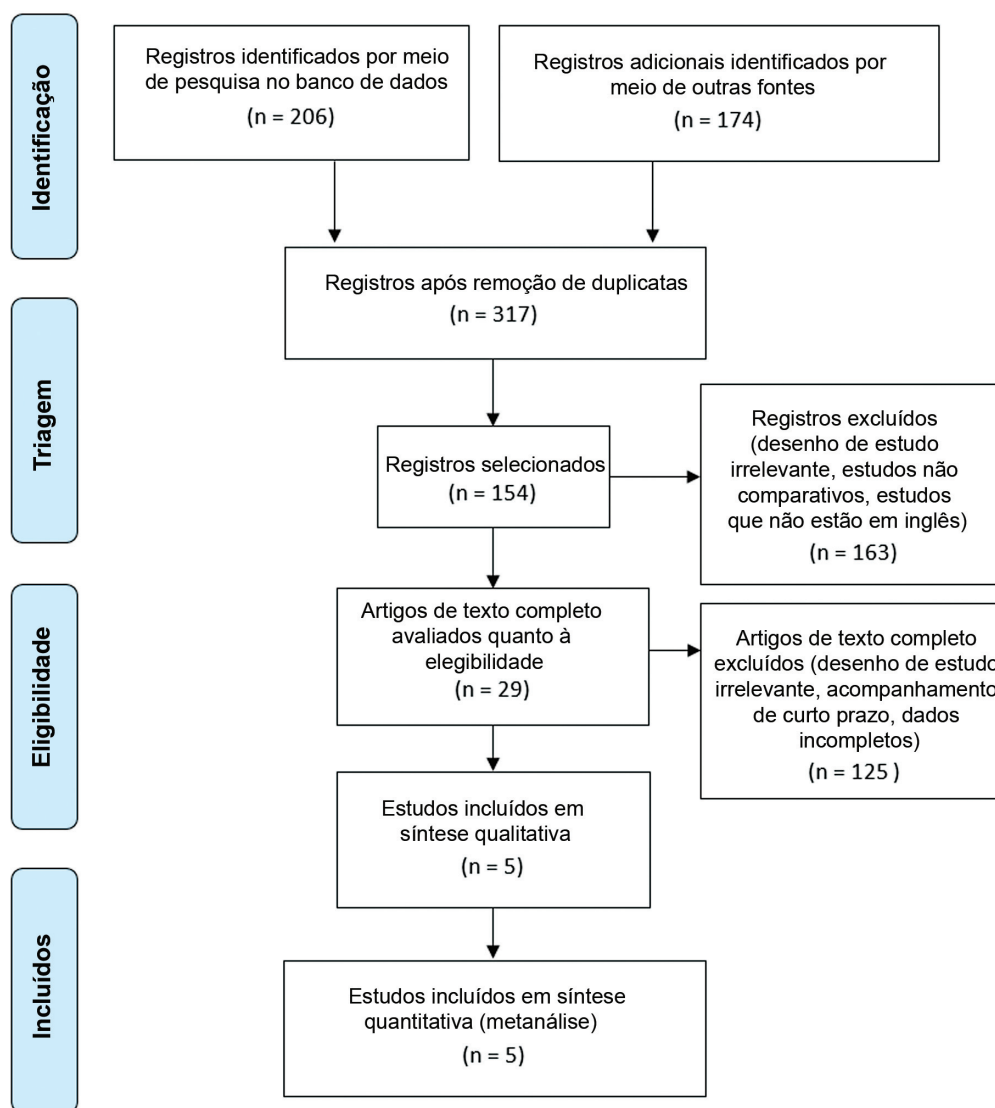 Identificação
Registros identificados por meio
de pesquisa no banco de dados
(n = 206)
Registros adicionais identificados por
meio de outras fontes
(n = 174)
Registros após remoção de duplicatas
(n = 317)
Triagem
Registros selecionados
(n = 154)
Registros excluídos
(desenho de estudo
irrelevante, estudos não
comparativos, estudos
que não estão em inglês)
(n = 163)
Eligibilidade
Artigos de texto completo
avaliados quanto à
elegibilidade
(n = 29)
Artigos de texto completo
excluídos (desenho de estudo
irrelevante, acompanhamento
de curto prazo, dados
incompletos)
(n = 125 )
Estudos incluídos em
síntese qualitativa
(n = 5)
Incluídos
Estudos incluídos em síntese
quantitativa (metanálise)
(n = 5)